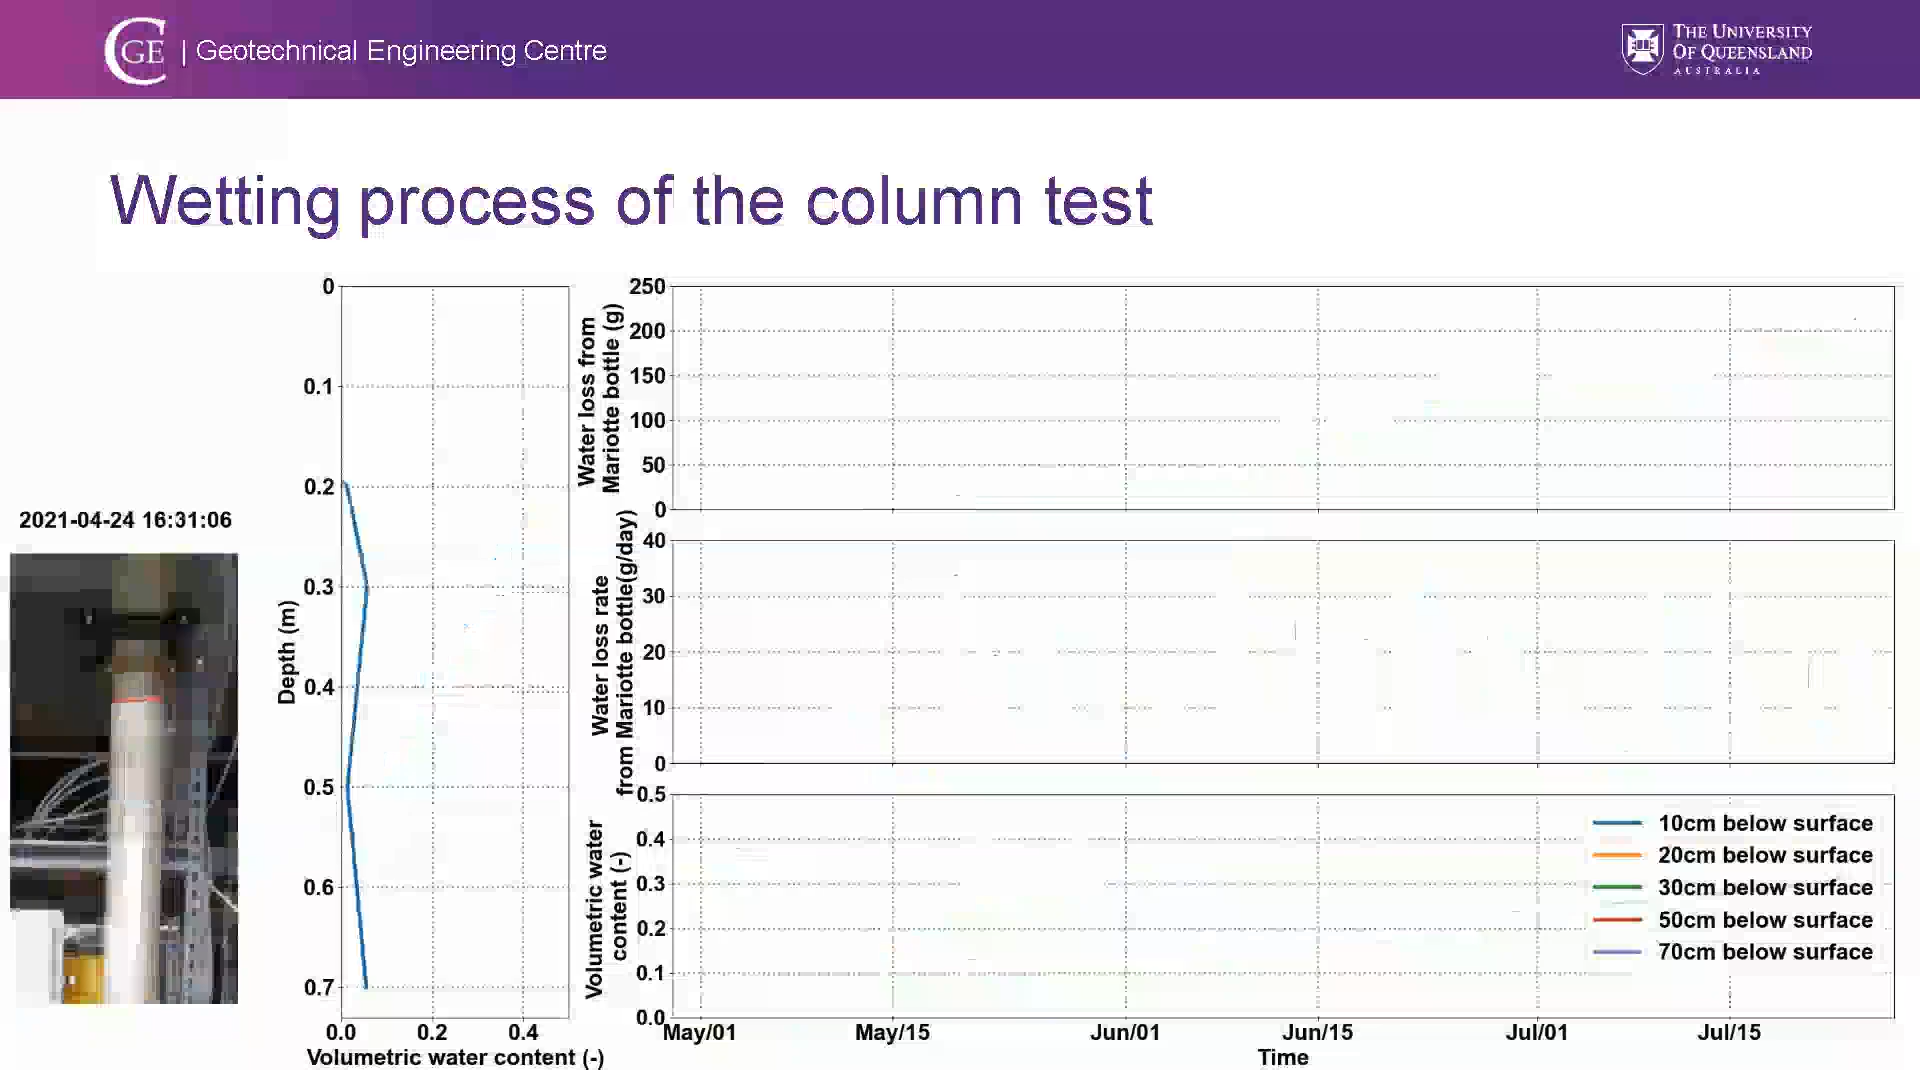 CGE | Geotechnical Engineering Centre
THE UNIVERSITY
OF QUEENSLAND
AUSTRALIA
Wetting process of the column test
2021-04-24 16:31:06
Depth (m)
0
0.1
0.2
0.3
0.4
0.5
0.6
0.7
0.0 0.2 0.4
Volumetric water content (-)
Water loss from
Mariotte bottle (g)
250
200
150
100
50
0
Water loss rate
from Mariotte bottle(g/day)
40
30
20
10
0
Volumetric water
content (-)
0.5
0.4
0.3
0.2
0.1
0.0
10cm below surface
20cm below surface
30cm below surface
50cm below surface
70cm below surface
May/01 May/15 Jun/01 Jun/15 Jul/01 Jul/15
Time